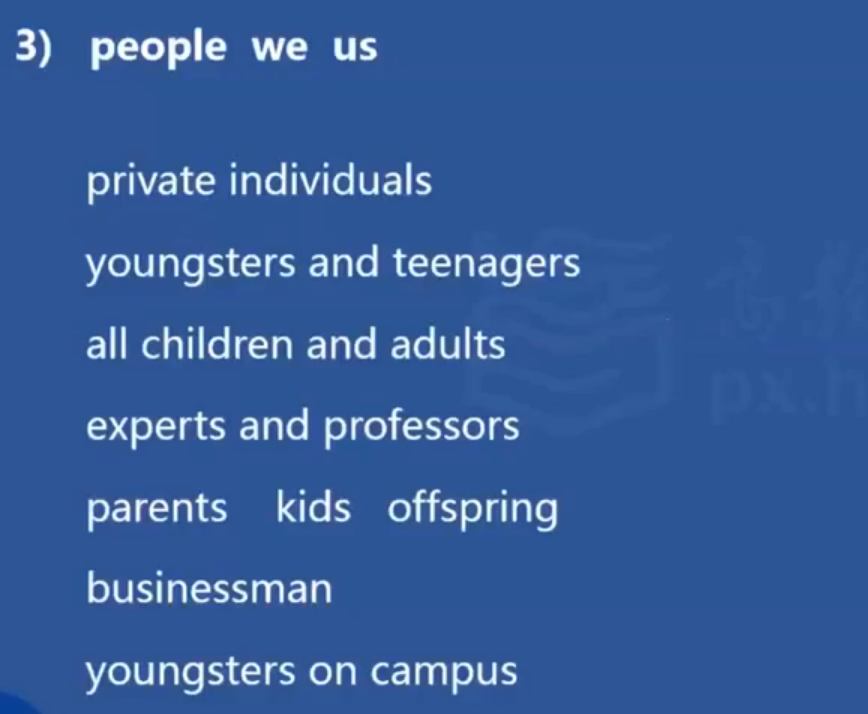 3) people we us
private individuals
youngsters and teenagers
all children and adults
experts and professors
parents kids offspring
businessman
youngsters on campus
px.h